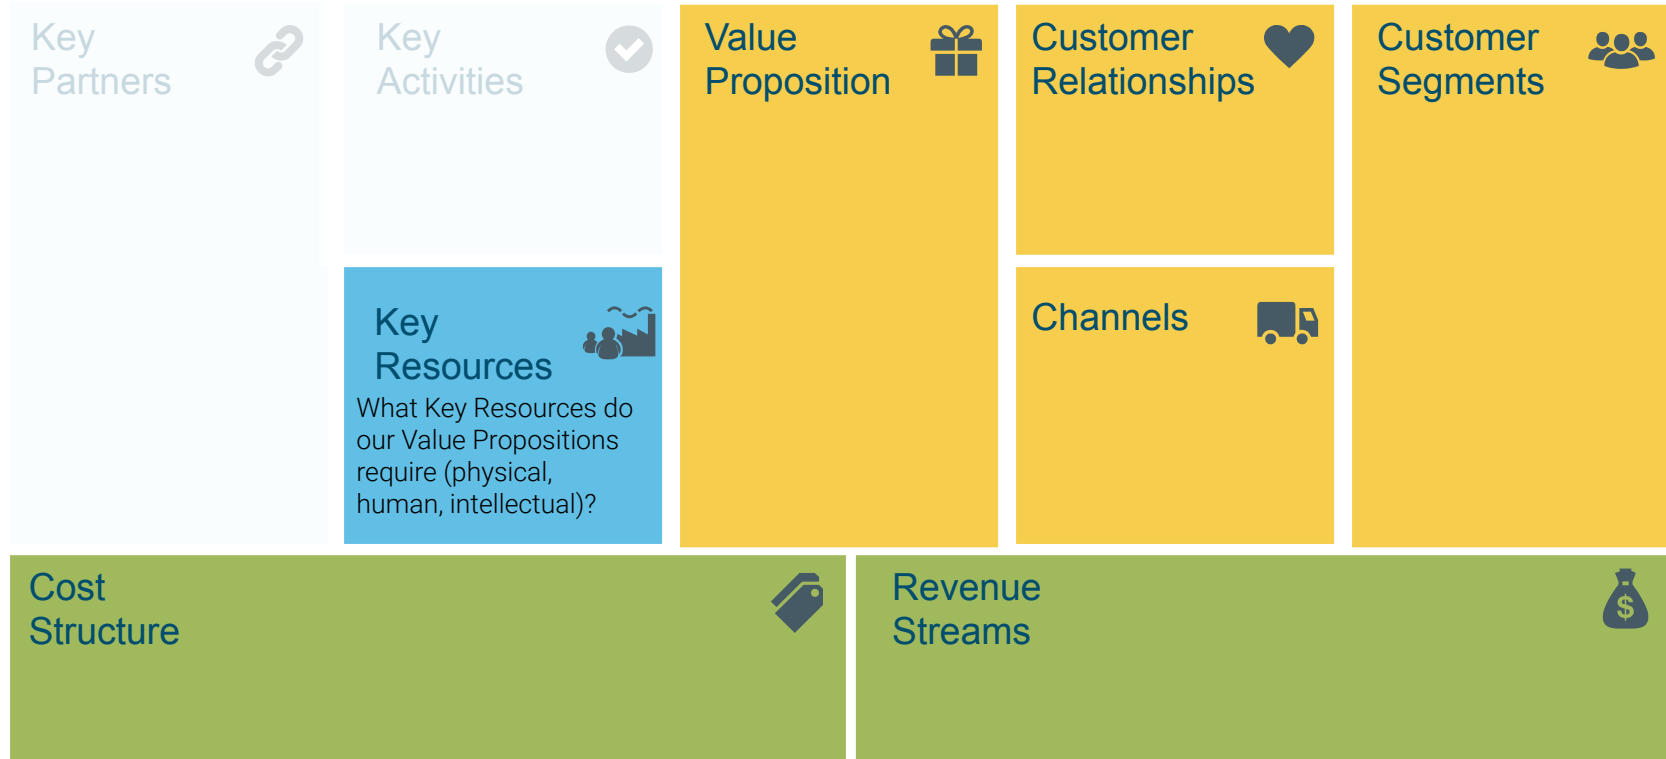 Key
Partners
Key
Activities
Value
Proposition
Customer
Relationships
Customer
Segments
Key
Resources
What Key Resources do
our Value Propositions
require (physical,
human, intellectual)?
Channels
Cost
Structure
Revenue
Streams
$